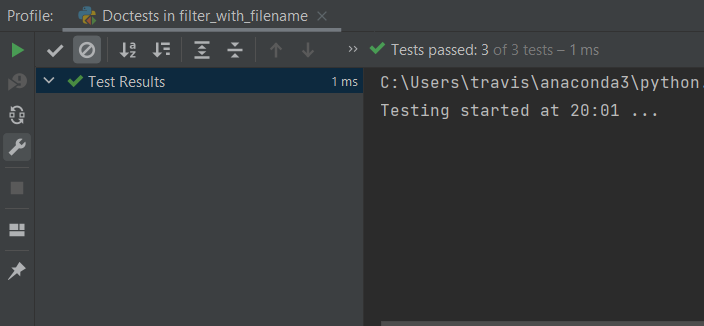 Profile: Doctests in filter_with_filename
Tests passed: 3 of 3 tests – 1 ms
Test Results 1 ms
C:\Users\travis\anaconda3\python.
Testing started at 20:01 ...